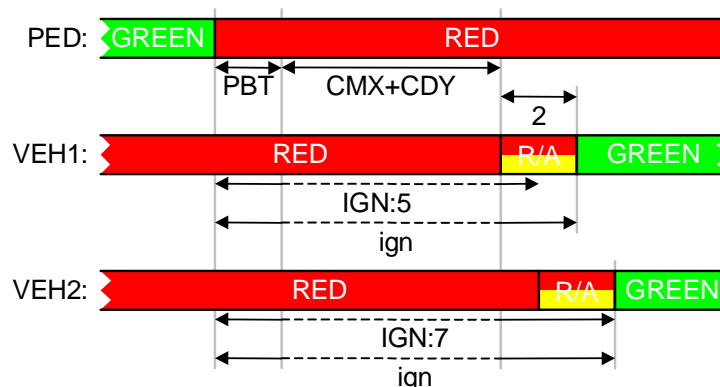 PED: GREEN RED
PBT CMX+CDY
2
VEH1: RED R/A GREEN
IGN:5
ign
VEH2: RED R/A GREEN
IGN:7
ign